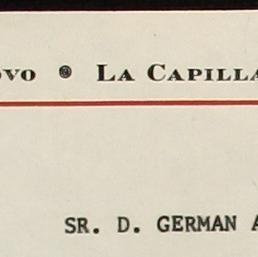 OVO ● LA CAPILLA
SR. D. GERMAN A